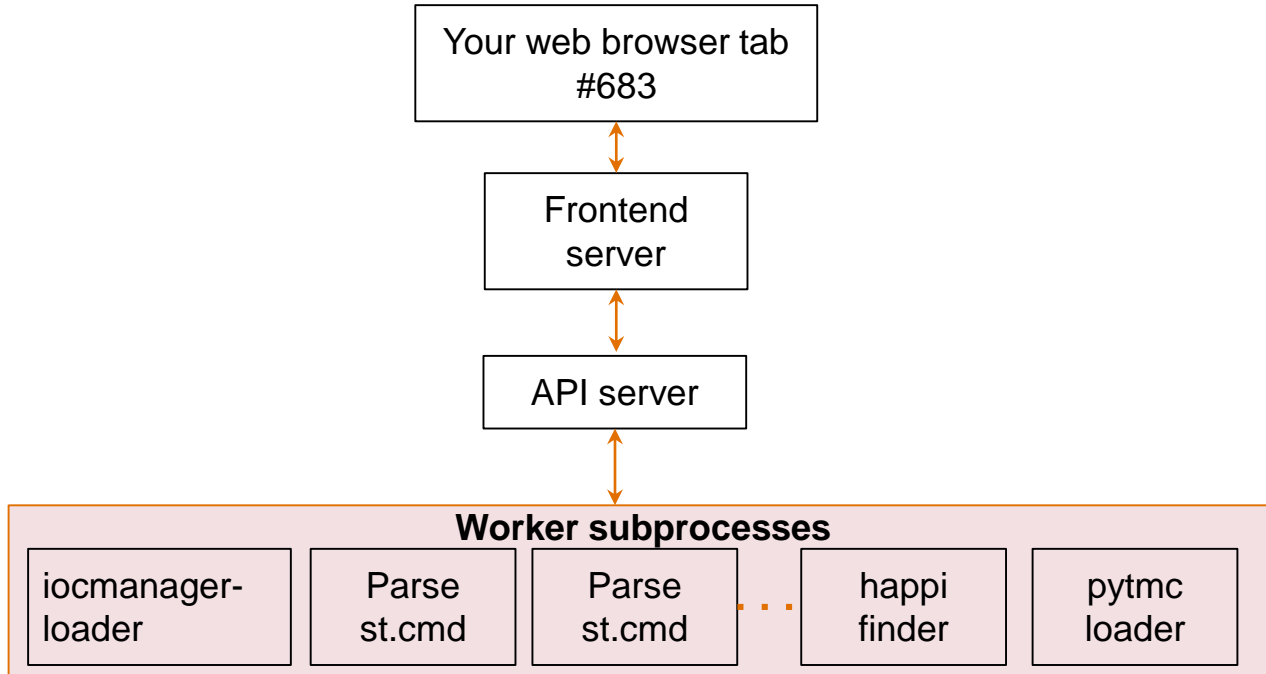 Your web browser tab
#683
Frontend
server
API server
Worker subprocesses
iocmanager-
loader
Parse
st.cmd
Parse
st.cmd
. . .
happi
finder
pytmc
loader